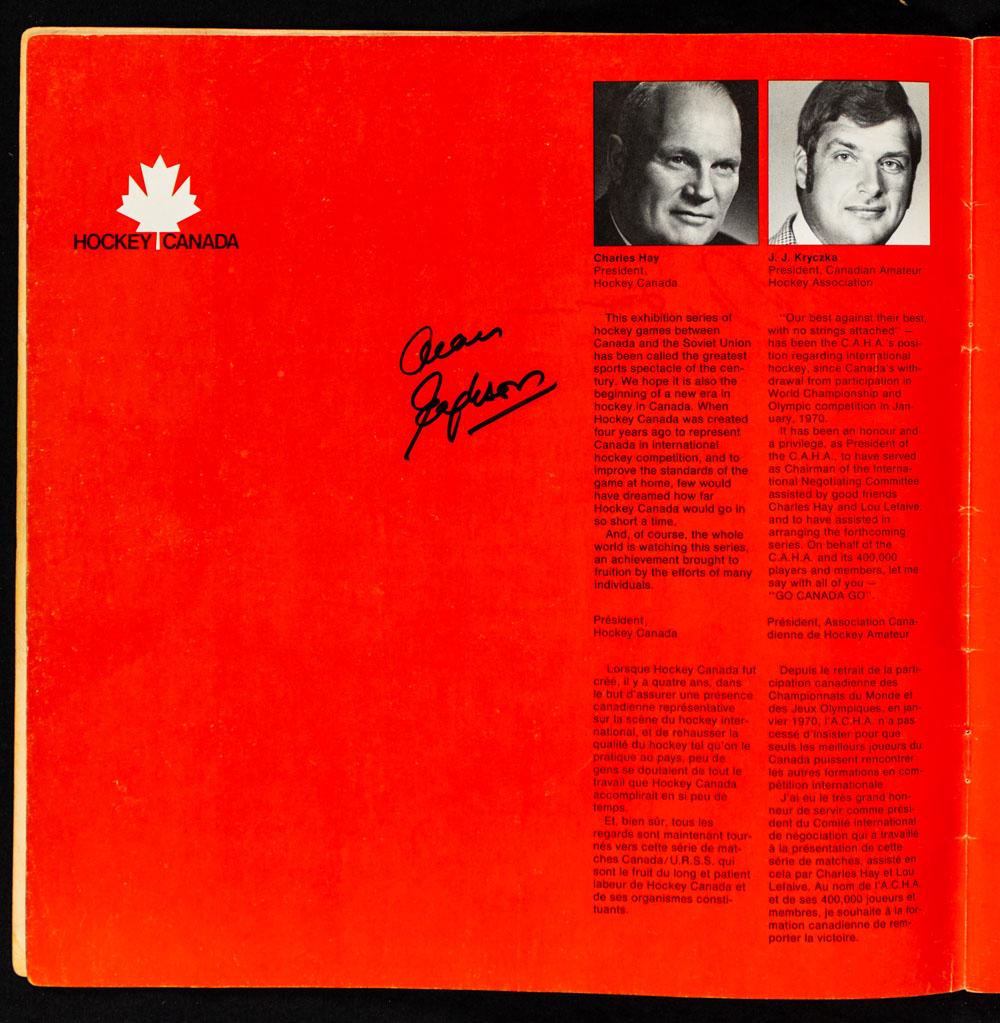 HOCKEY CANADA
Charles Hay
President,
Hockey Canada
This exhibition series of
hockey games between
Canada and the Soviet Union
has been called the greatest
sports spectacle of the cen-
tury. We hope it is also the
beginning of a new era in
hockey in Canada. When
Hockey Canada was created
four years ago to represent
Canada in international
hockey competition, and to
improve the standards of the
game at home, few would
have dreamed how far
Hockey Canada would go in
so short a time.
And, of course, the whole
world is watching this series,
an achievement brought to
fruition by the efforts of many
individuals.
Président,
Hockey Canada
Lorsque Hockey Canada fut
créé, il y a quatre ans, dans
le but d'assurer une présence
canadienne représentative
sur la scène du hockey inter-
national, et de rehausser la
qualité du hockey tel qu'on le
pratique au pays, peu de
gens se doutaient de tout le
travail que Hockey Canada
accomplirait en si peu de
temps.
Et, bien sûr, tous les
regards sont maintenant tour-
nés vers cette série de mat-
ches Canada/U.R.S.S. qui
sont le fruit du long et patient
labeur de Hockey Canada et
de ses organismes consti-
tuants.
J. J. Kryczka
President, Canadian Amateur
Hockey Association
"Our best against their best,
with no strings attached" —
has been the C.A.H.A.'s posi-
tion regarding international
hockey, since Canada's with-
drawal from participation in
World Championship and
Olympic competition in Jan-
uary, 1970.
It has been an honour and
a privilege, as President of
the C.A.H.A., to have served
as Chairman of the Interna-
tional Negotiating Committee
assisted by good friends
Charles Hay and Lou Lefaive,
and to have assisted in
arranging the forthcoming
series. On behalf of the
C.A.H.A. and its 400,000
players and members, let me
say with all of you —
"GO CANADA GO".
Président, Association Cana-
dienne de Hockey Amateur
Depuis le retrait de la parti-
cipation canadienne des
Championnats du Monde et
des Jeux Olympiques, en jan-
vier 1970, l'A.C.H.A. n'a pas
cessé d'insister pour que
seuls les meilleurs joueurs du
Canada puissent rencontrer
les autres formations en com-
pétition internationale.
J'ai eu le très grand hon-
neur de servir comme prési-
dent du Comité international
de négociation qui a travaillé
à la présentation de cette
série de matches, assisté en
cela par Charles Hay et Lou
Lefaive. Au nom de l'A.C.H.A.
et de ses 400,000 joueurs et
membres, je souhaite à la for-
mation canadienne de rem-
porter la victoire.